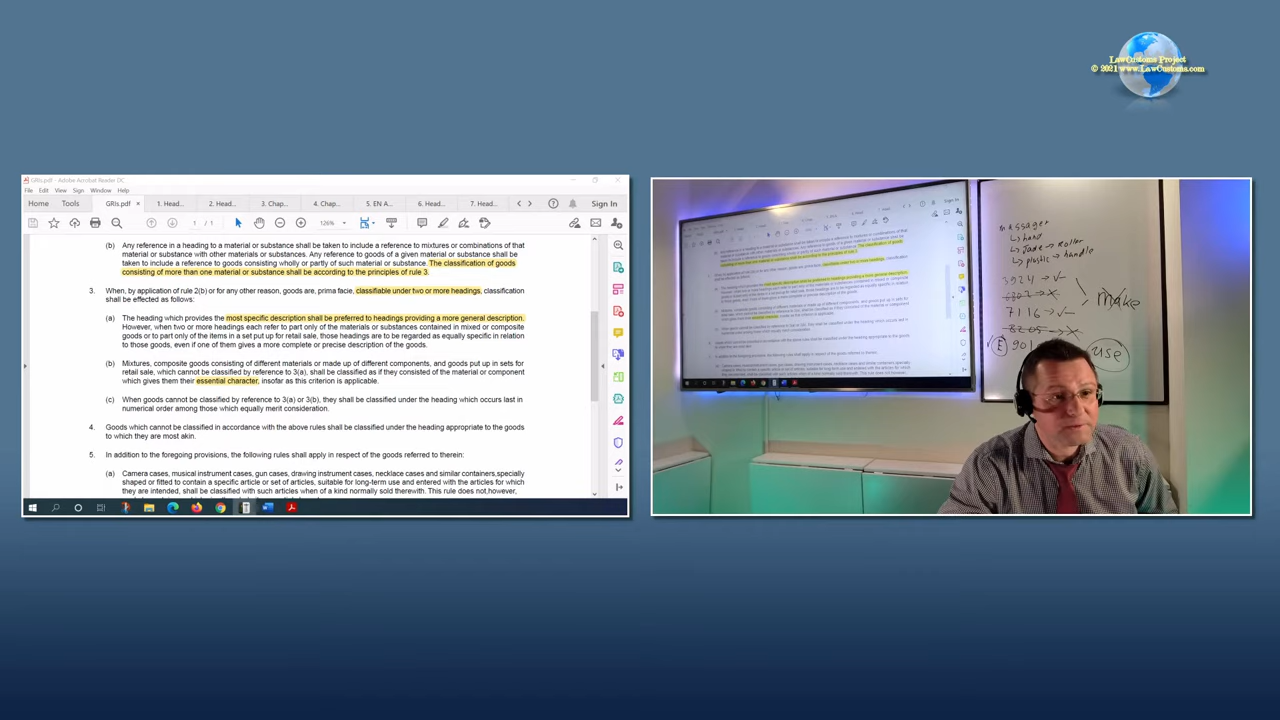 LawCustoms Project
© 2021 www.LawCustoms.com
GRIs.pdf - Adobe Acrobat Reader DC
File Edit View Sign Window Help
Home Tools GRIs.pdf × 1. Head... 2. Head... 3. Chap... 4. Chap... 5. EN A... 6. Head... 7. Head... Sign In
1 / 1 126%
(b) Any reference in a heading to a material or substance shall be taken to include a reference to mixtures or combinations of that
material or substance with other materials or substances. Any reference to goods of a given material or substance shall be
taken to include a reference to goods consisting wholly or partly of such material or substance. The classification of goods
consisting of more than one material or substance shall be according to the principles of rule 3.
3. When, by application of rule 2(b) or for any other reason, goods are, prima facie, classifiable under two or more headings, classification
shall be effected as follows:
(a) The heading which provides the most specific description shall be preferred to headings providing a more general description.
However, when two or more headings each refer to part only of the materials or substances contained in mixed or composite
goods or to part only of the items in a set put up for retail sale, those headings are to be regarded as equally specific in relation
to those goods, even if one of them gives a more complete or precise description of the goods.
(b) Mixtures, composite goods consisting of different materials or made up of different components, and goods put up in sets for
retail sale, which cannot be classified by reference to 3(a), shall be classified as if they consisted of the material or component
which gives them their essential character, insofar as this criterion is applicable.
(c) When goods cannot be classified by reference to 3(a) or 3(b), they shall be classified under the heading which occurs last in
numerical order among those which equally merit consideration.
4. Goods which cannot be classified in accordance with the above rules shall be classified under the heading appropriate to the goods
to which they are most akin.
5. In addition to the foregoing provisions, the following rules shall apply in respect of the goods referred to therein:
(a) Camera cases, musical instrument cases, gun cases, drawing instrument cases, necklace cases and similar containers,specially
shaped or fitted to contain a specific article or set of articles, suitable for long-term use and entered with the articles for which
they are intended, shall be classified with such articles when of a kind normally sold therewith. This rule does not,however,
Massager
↳ hand
↳ Jade → Roller
↳ plastic → handle
3924 → ✓
make
7116 → ✓
8205 → ×
E 901
use